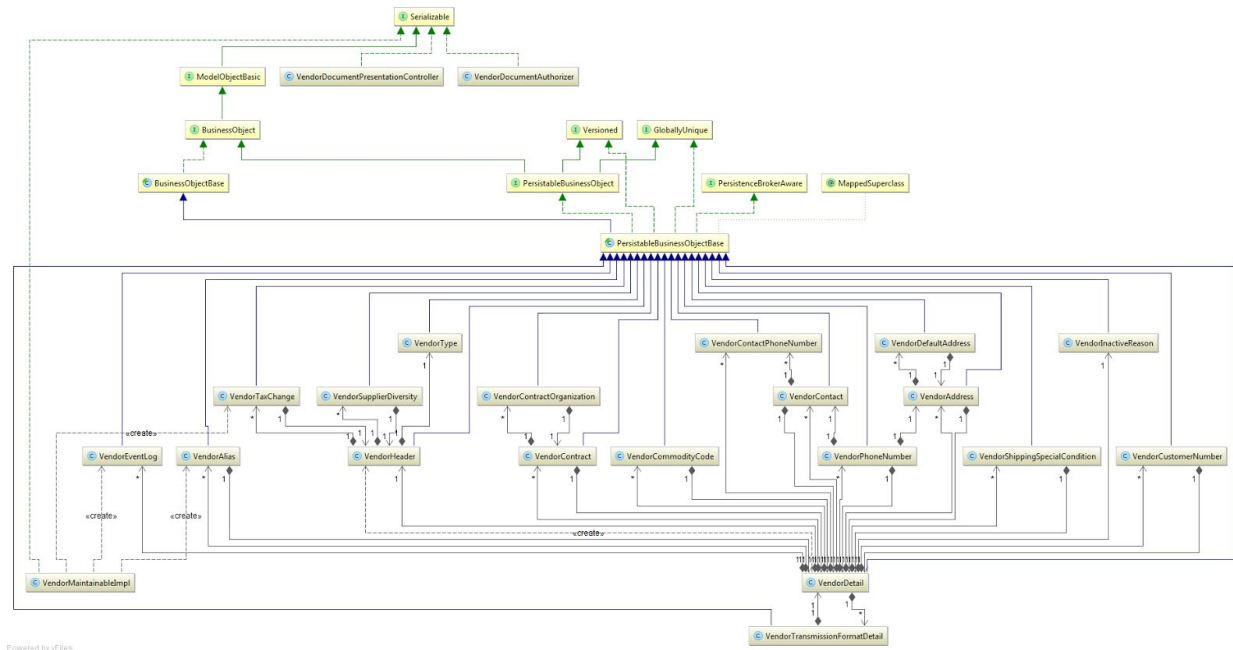 Serializable
ModelObjectBasic
VendorDocumentPresentationController
VendorDocumentAuthorizer
BusinessObject
Versioned
GloballyUnique
BusinessObjectBase
PersistableBusinessObject
PersistenceBrokerAware
MappedSuperclass
PersistableBusinessObjectBase
VendorType
VendorContactPhoneNumber
VendorDefaultAddress
VendorInactiveReason
VendorTaxChange
VendorSupplierDiversity
VendorContractOrganization
VendorContact
VendorAddress
«create»
VendorEventLog
VendorAlias
VendorHeader
VendorContract
VendorCommodityCode
VendorPhoneNumber
VendorShippingSpecialCondition
VendorCustomerNumber
«create»
«create»
«create»
VendorMaintainableImpl
VendorDetail
VendorTransmissionFormatDetail
Powered by yFiles